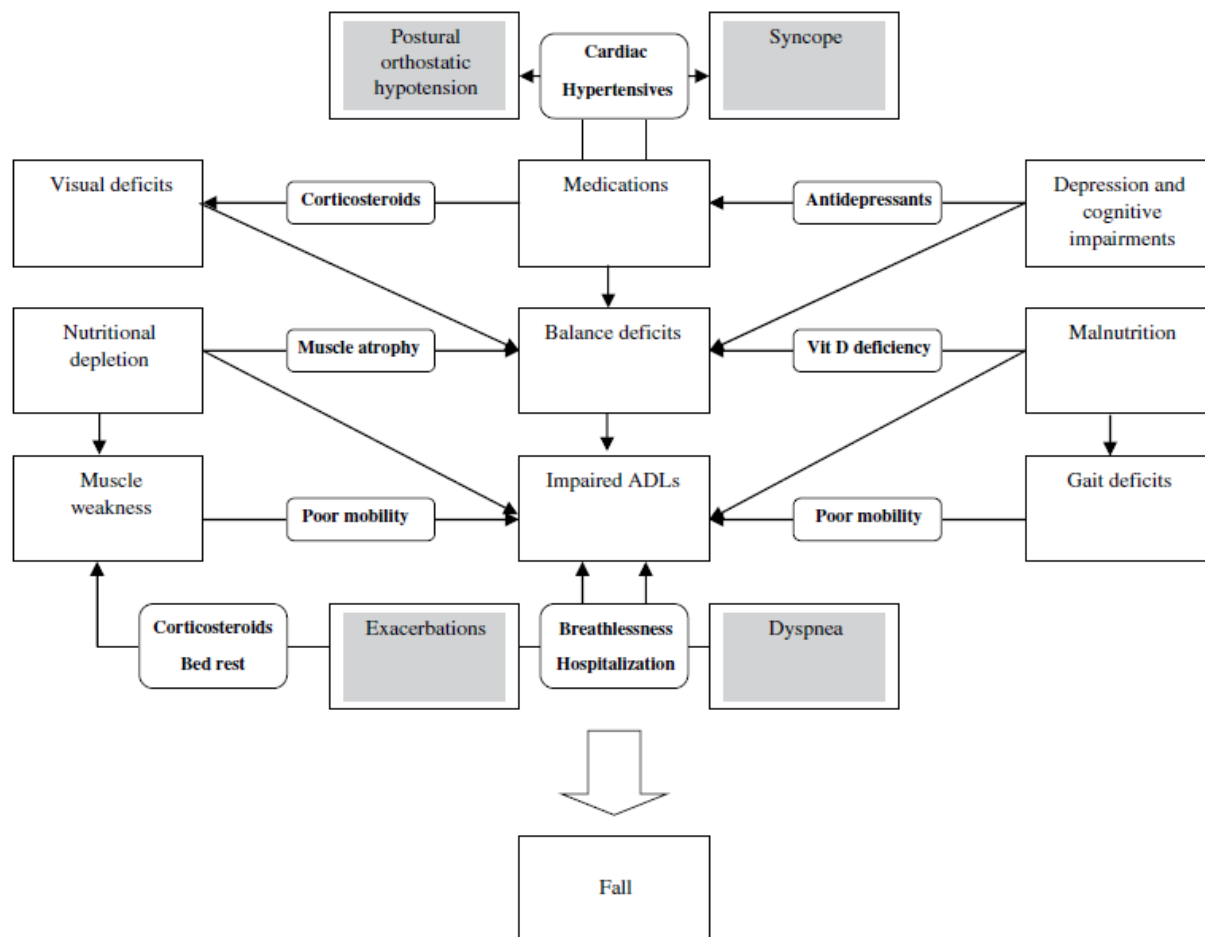 Postural
orthostatic
hypotension
Cardiac
Hypertensives
Syncope
Visual deficits
Corticosteroids
Medications
Antidepressants
Depression and
cognitive
impairments
Nutritional
depletion
Muscle atrophy
Balance deficits
Vit D deficiency
Malnutrition
Muscle
weakness
Poor mobility
Impaired ADLs
Poor mobility
Gait deficits
Corticosteroids
Bed rest
Exacerbations
Breathlessness
Hospitalization
Dyspnea
Fall